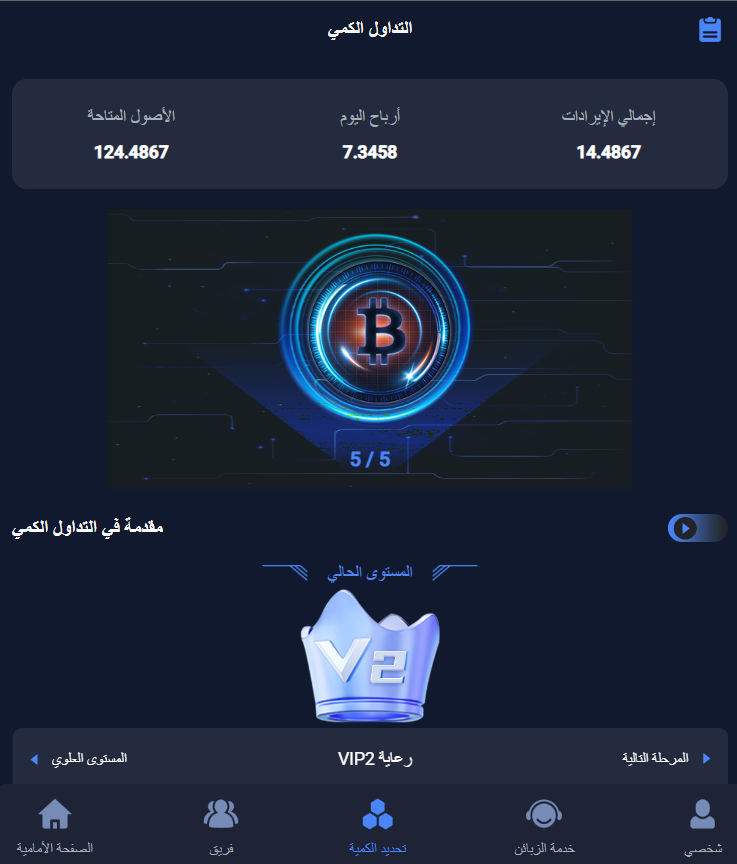 التداول الكمي
إجمالي الإيرادات
14.4867
أرباح اليوم
7.3458
الأصول المتاحة
124.4867
B
5 / 5
مقدمة في التداول الكمي
المستوى الحالي
V2
المرحلة التالية
رعاية VIP2
المستوى العلوي
شخصي
خدمة الزبائن
تحديد الكمية
فريق
الصفحة الأمامية